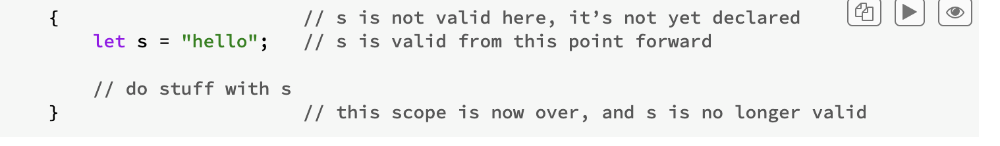 {                      // s is not valid here, it’s not yet declared
    let s = "hello";   // s is valid from this point forward

    // do stuff with s
}                      // this scope is now over, and s is no longer valid